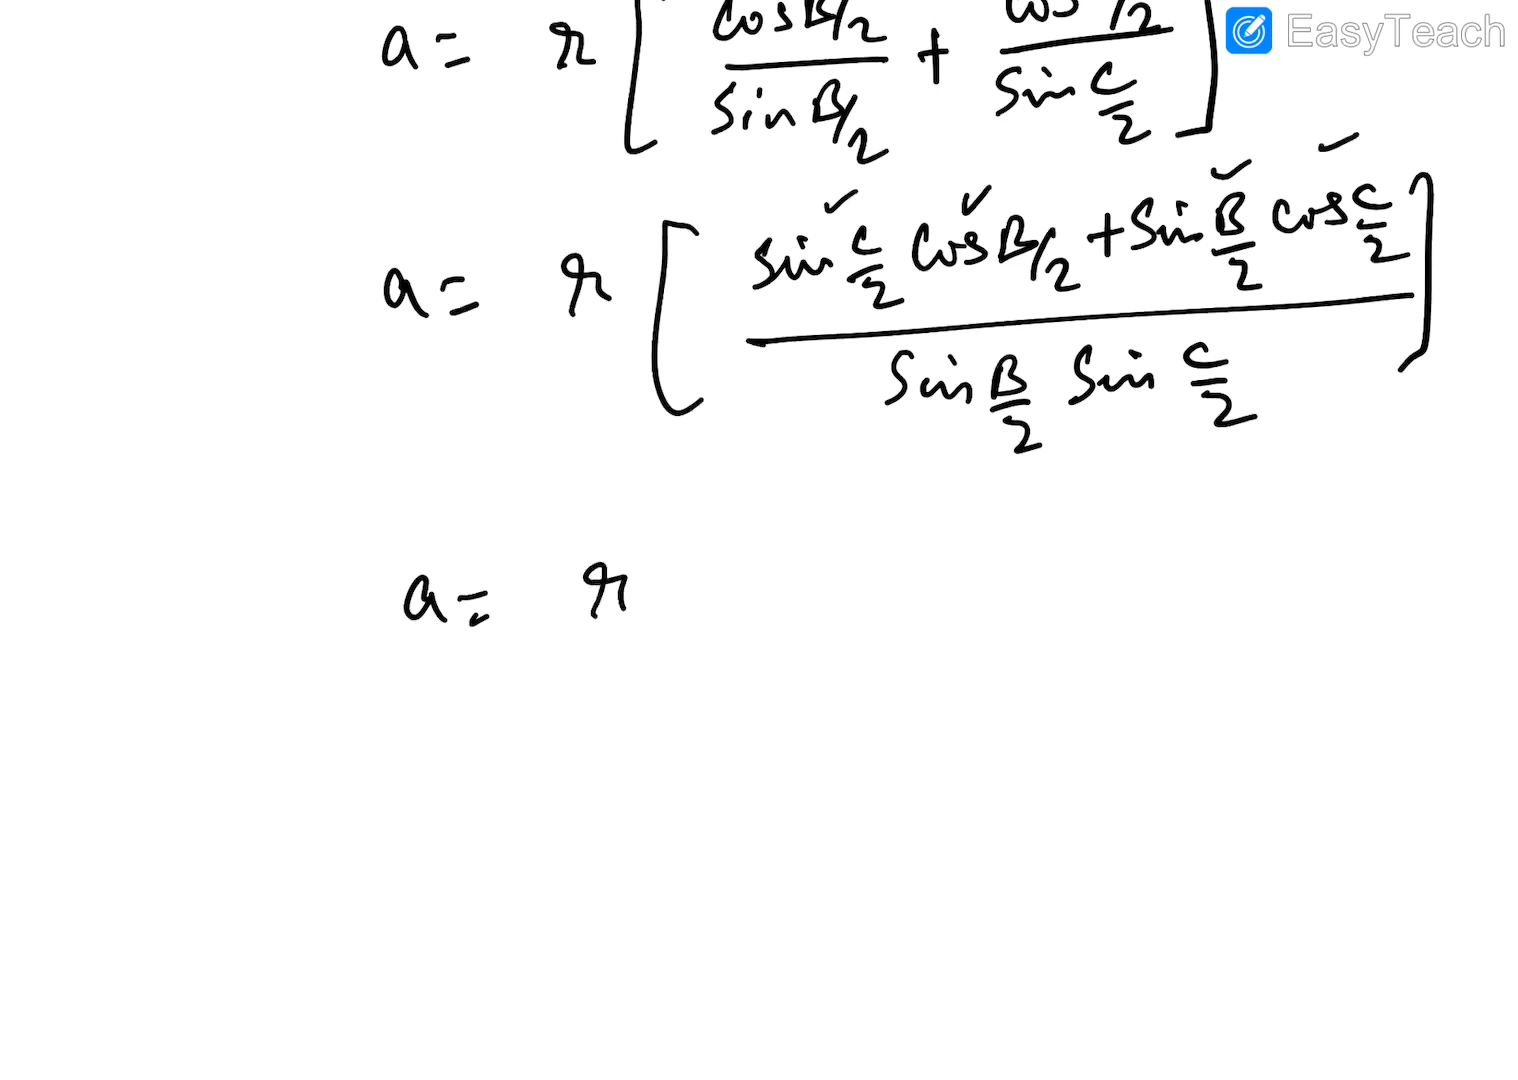 EasyTeach
a = r [ cos B/2 / sin B/2 + cos /2 / sin C/2 ]
a = r [ sin C/2 cos B/2 + sin B/2 cos C/2 / sin B/2 sin C/2 ]
a = r